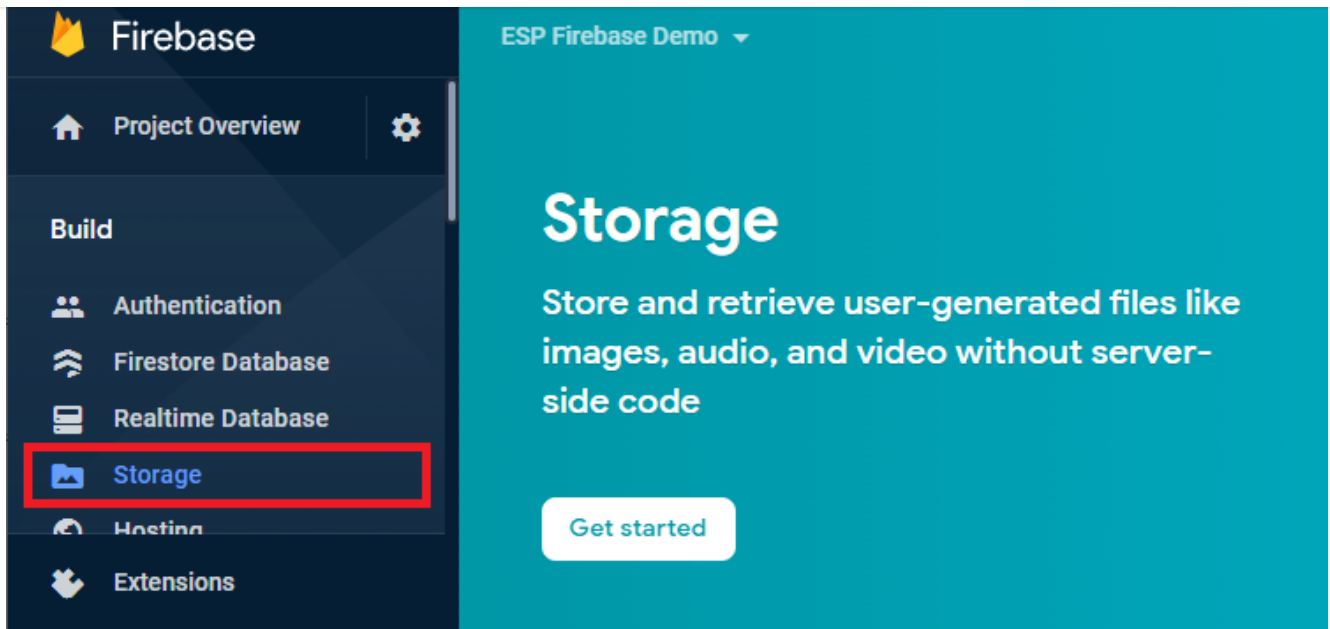 Firebase
Project Overview
Build
Authentication
Firestore Database
Realtime Database
Storage
Hosting
Extensions
ESP Firebase Demo
Storage
Store and retrieve user-generated files like
images, audio, and video without server-
side code
Get started